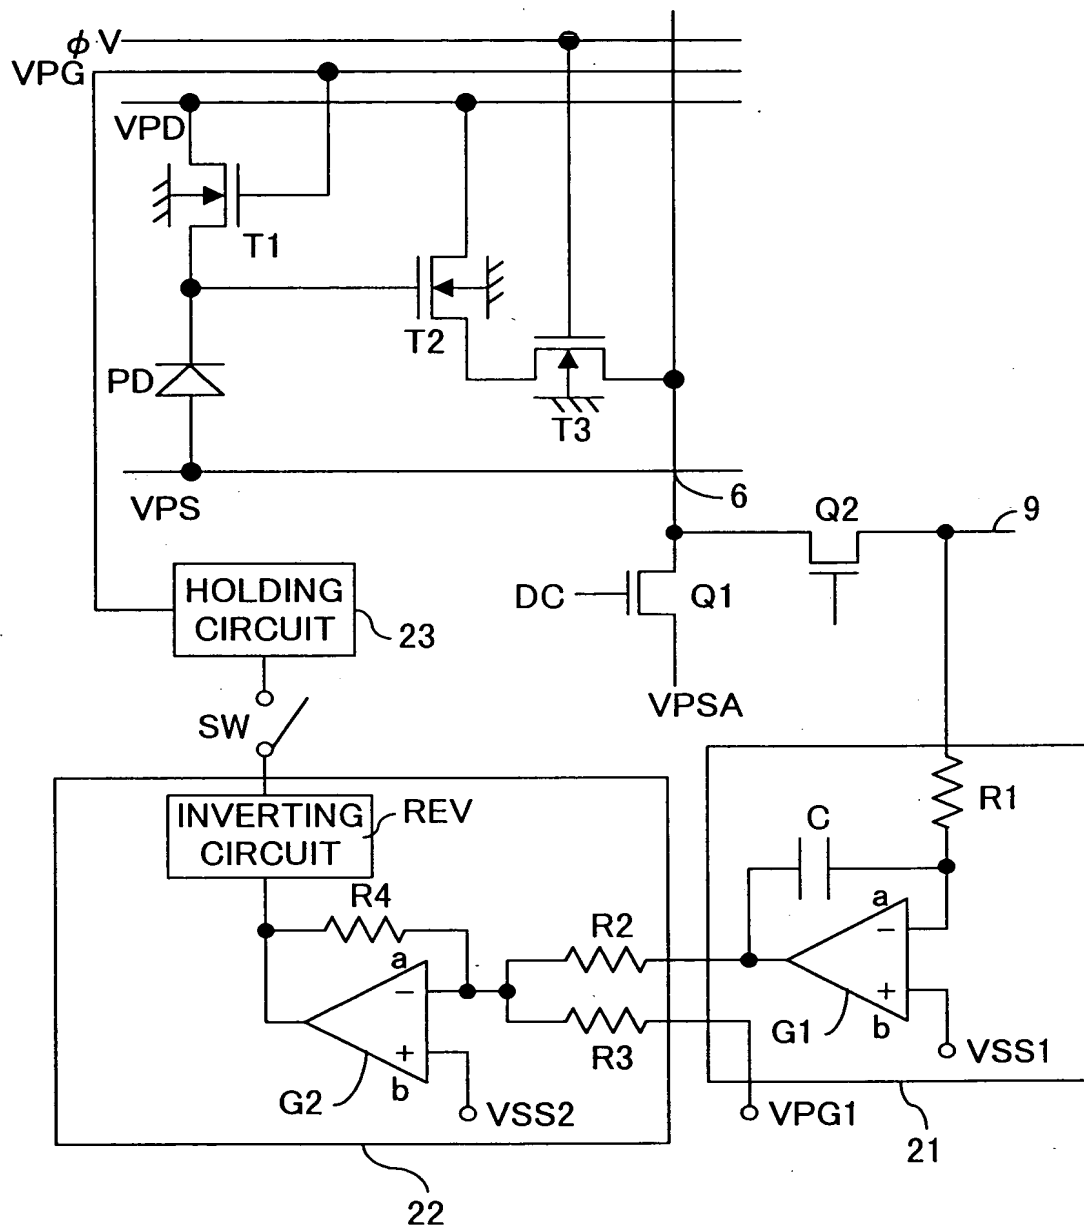 φV
VPG
VPD
T1
T2
PD
T3
VPS
6
Q2
9
HOLDING
CIRCUIT
23
DC
Q1
VPSA
SW
R1
INVERTING
CIRCUIT
REV
C
R4
R2
a
−
+
b
G1
VSS1
a
−
+
b
G2
R3
VSS2
VPG1
21
22